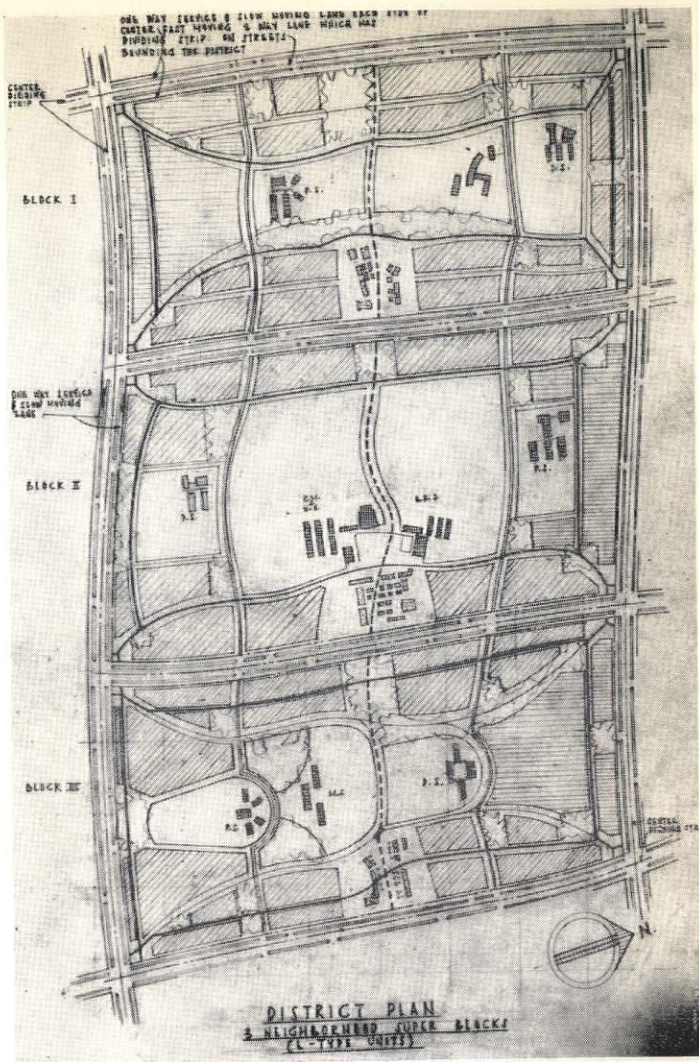 ONE WAY SERVICE & SLOW MOVING LANE EACH SIDE OF
CENTER FAST MOVING 2 WAY LANE WHICH HAS
DIVIDING STRIP ON STREETS
BOUNDING THE DISTRICT
CENTER
DIVIDING
STRIP
BLOCK I
P.S.
ONE WAY SERVICE
& SLOW MOVING
LANE
BLOCK II
P.S.
P.S.
BLOCK III
P.S.
P.S.
CENTER
DIVIDING
N
DISTRICT PLAN
3 NEIGHBORHOOD SUPER BLOCKS
(L-TYPE UNITS)